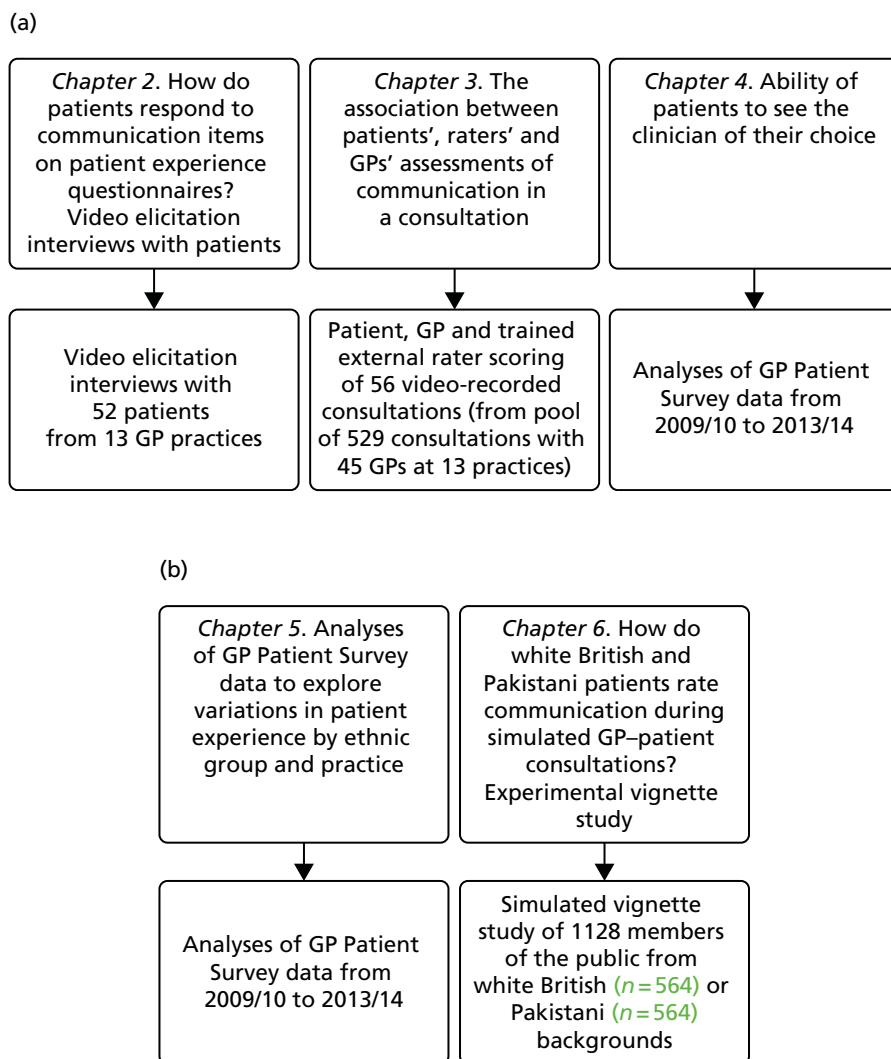 (a)
Chapter 2. How do
patients respond to
communication items
on patient experience
questionnaires?
Video elicitation
interviews with patients
Chapter 3. The
association between
patients', raters' and
GPs' assessments of
communication in
a consultation
Chapter 4. Ability of
patients to see the
clinician of their choice
Video elicitation
interviews with
52 patients
from 13 GP practices
Patient, GP and trained
external rater scoring
of 56 video-recorded
consultations (from pool
of 529 consultations with
45 GPs at 13 practices)
Analyses of GP Patient
Survey data from
2009/10 to 2013/14
(b)
Chapter 5. Analyses
of GP Patient Survey
data to explore
variations in patient
experience by ethnic
group and practice
Chapter 6. How do
white British and
Pakistani patients rate
communication during
simulated GP–patient
consultations?
Experimental vignette
study
Analyses of GP Patient
Survey data from
2009/10 to 2013/14
Simulated vignette
study of 1128 members
of the public from
white British (n=564) or
Pakistani (n=564)
backgrounds